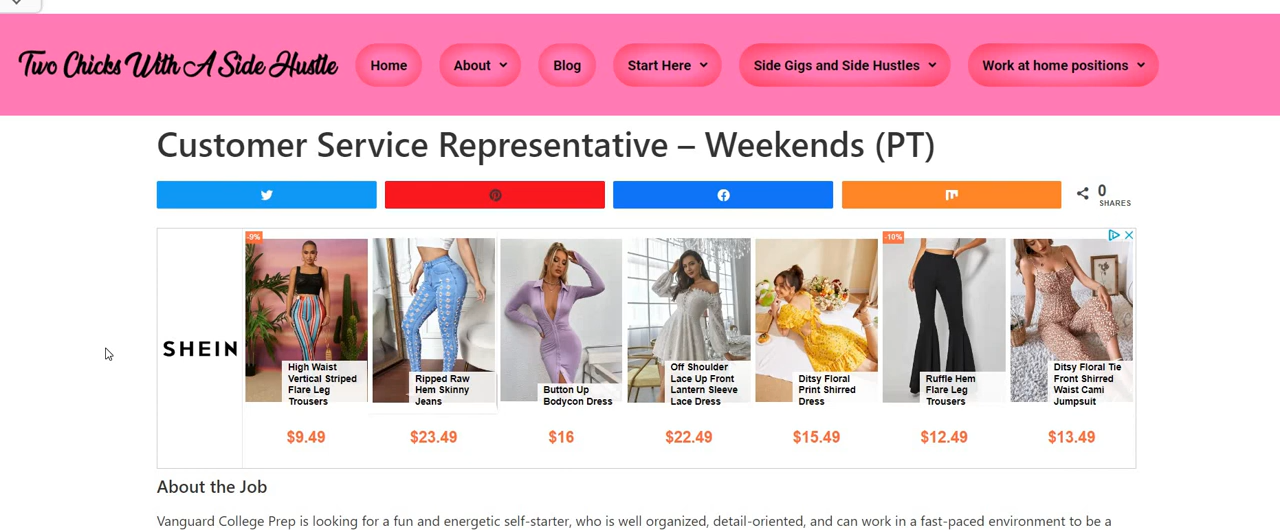 Two Chicks With A Side Hustle
Home
About
Blog
Start Here
Side Gigs and Side Hustles
Work at home positions
Customer Service Representative – Weekends (PT)
0
SHARES
SHEIN
-9%
High Waist
Vertical Striped
Flare Leg
Trousers
$9.49
Ripped Raw
Hem Skinny
Jeans
$23.49
Button Up
Bodycon Dress
$16
Off Shoulder
Lace Up Front
Lantern Sleeve
Lace Dress
$22.49
Ditsy Floral
Print Shirred
Dress
$15.49
-10%
Ruffle Hem
Flare Leg
Trousers
$12.49
Ditsy Floral Tie
Front Shirred
Waist Cami
Jumpsuit
$13.49
About the Job
Vanguard College Prep is looking for a fun and energetic self-starter, who is well organized, detail-oriented, and can work in a fast-paced environment to be a